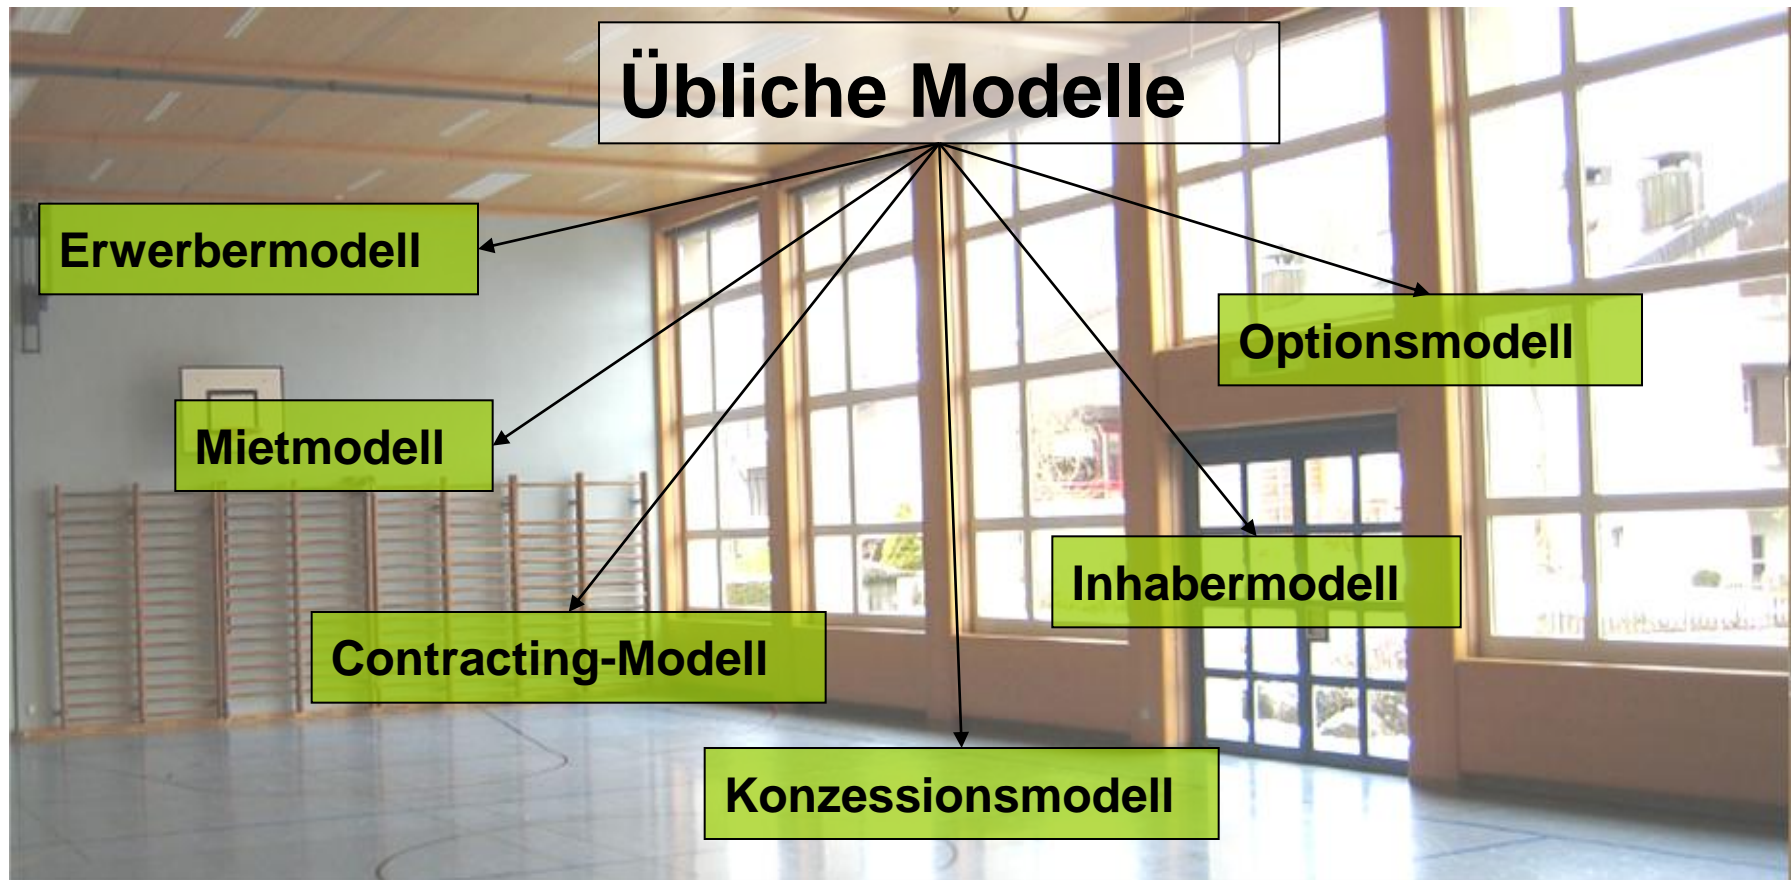 Übliche Modelle
Erwerbermodell
Optionsmodell
Mietmodell
Inhabermodell
Contracting-Modell
Konzessionsmodell